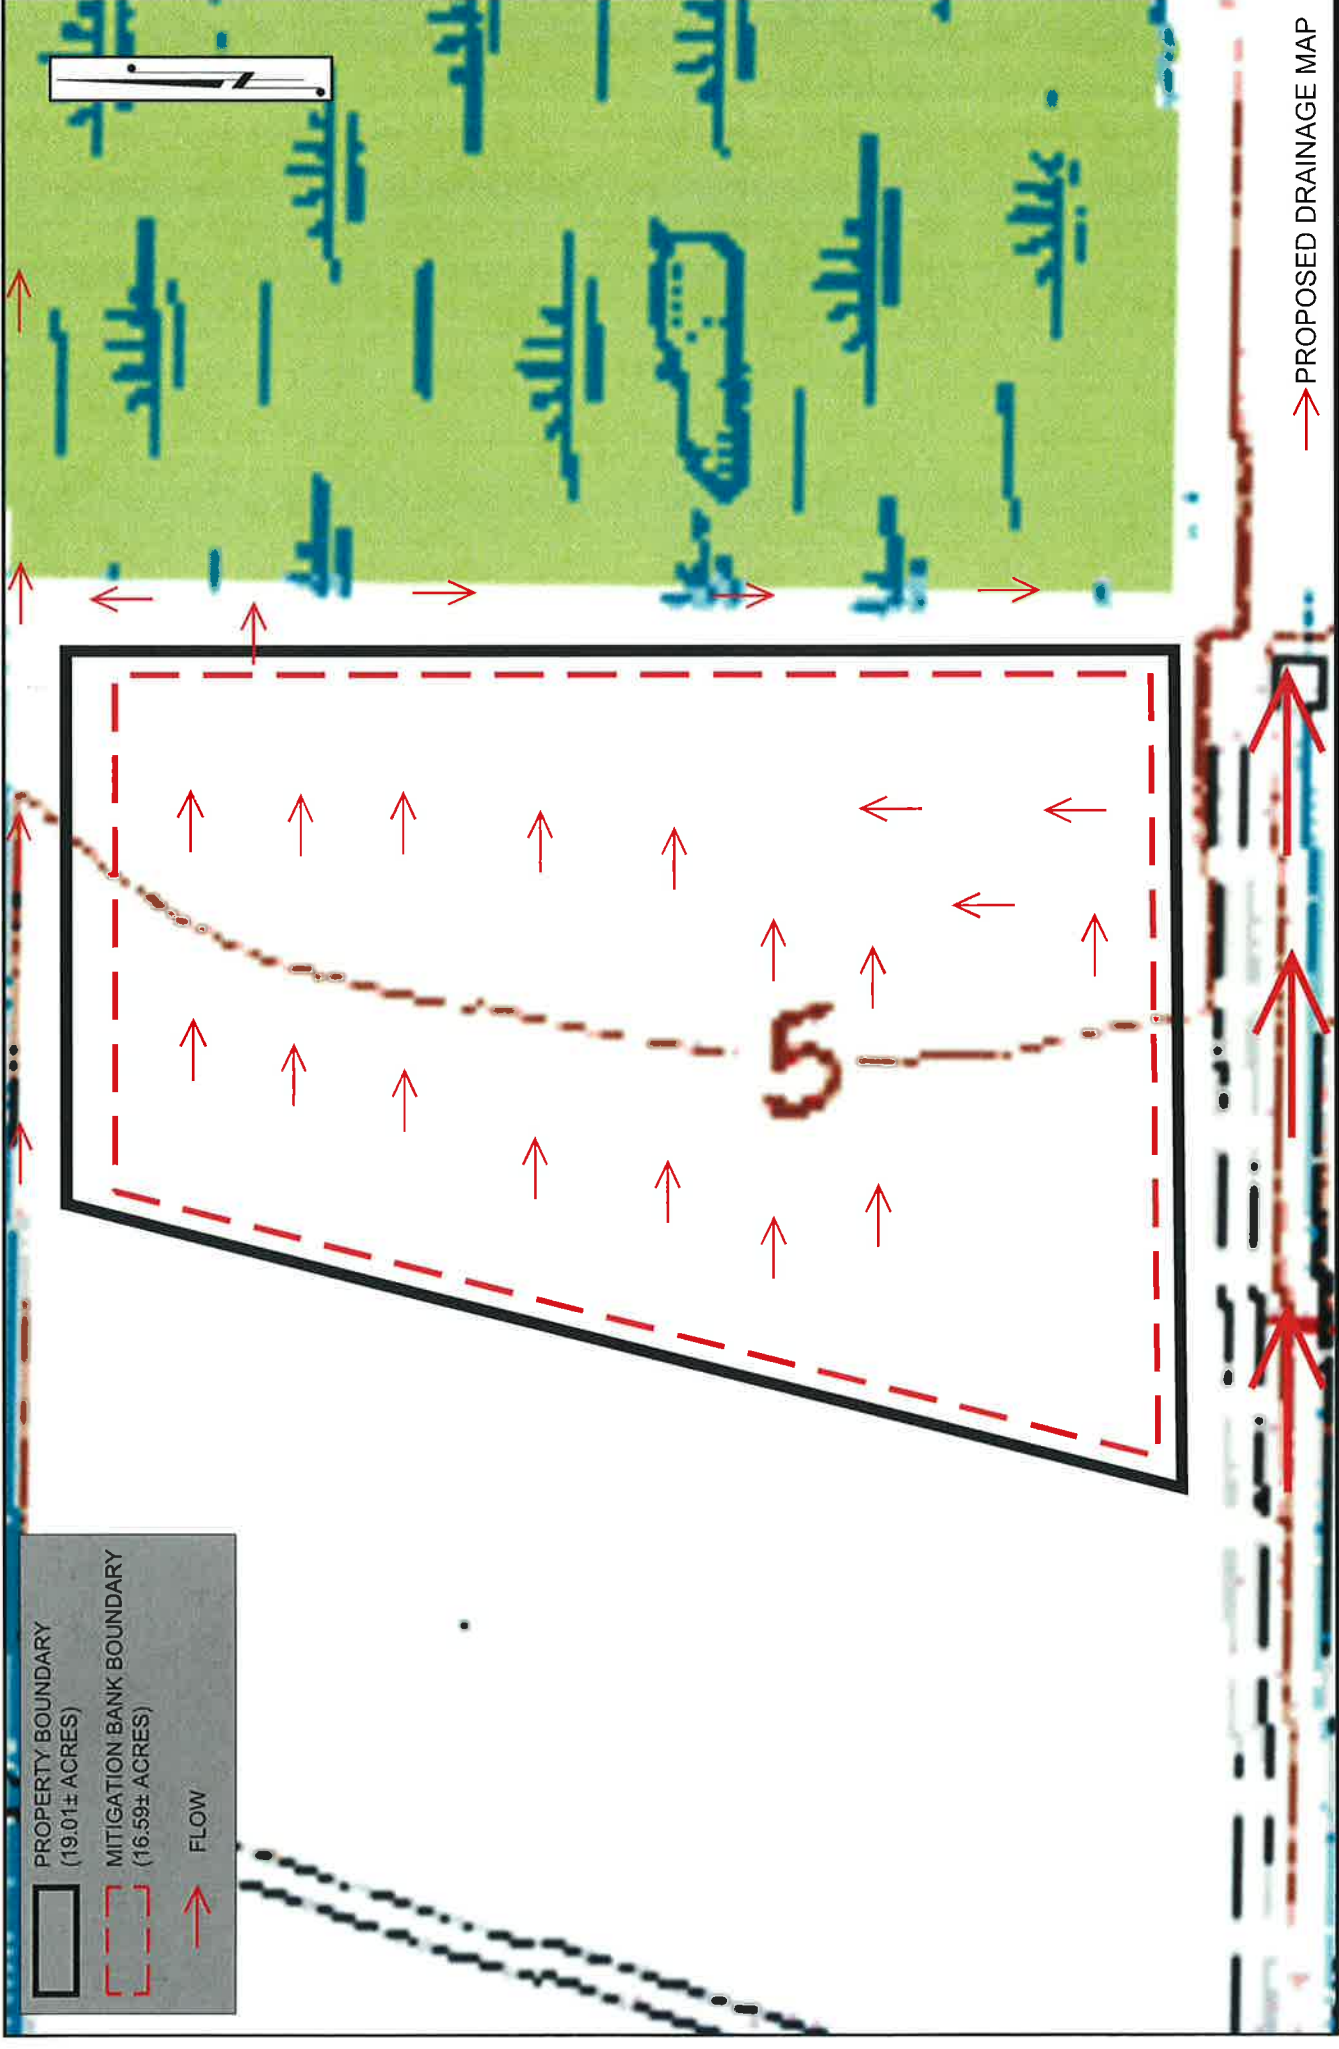 PROPERTY BOUNDARY
(19.01± ACRES)
MITIGATION BANK BOUNDARY
(16.59± ACRES)
FLOW
5
PROPOSED DRAINAGE MAP